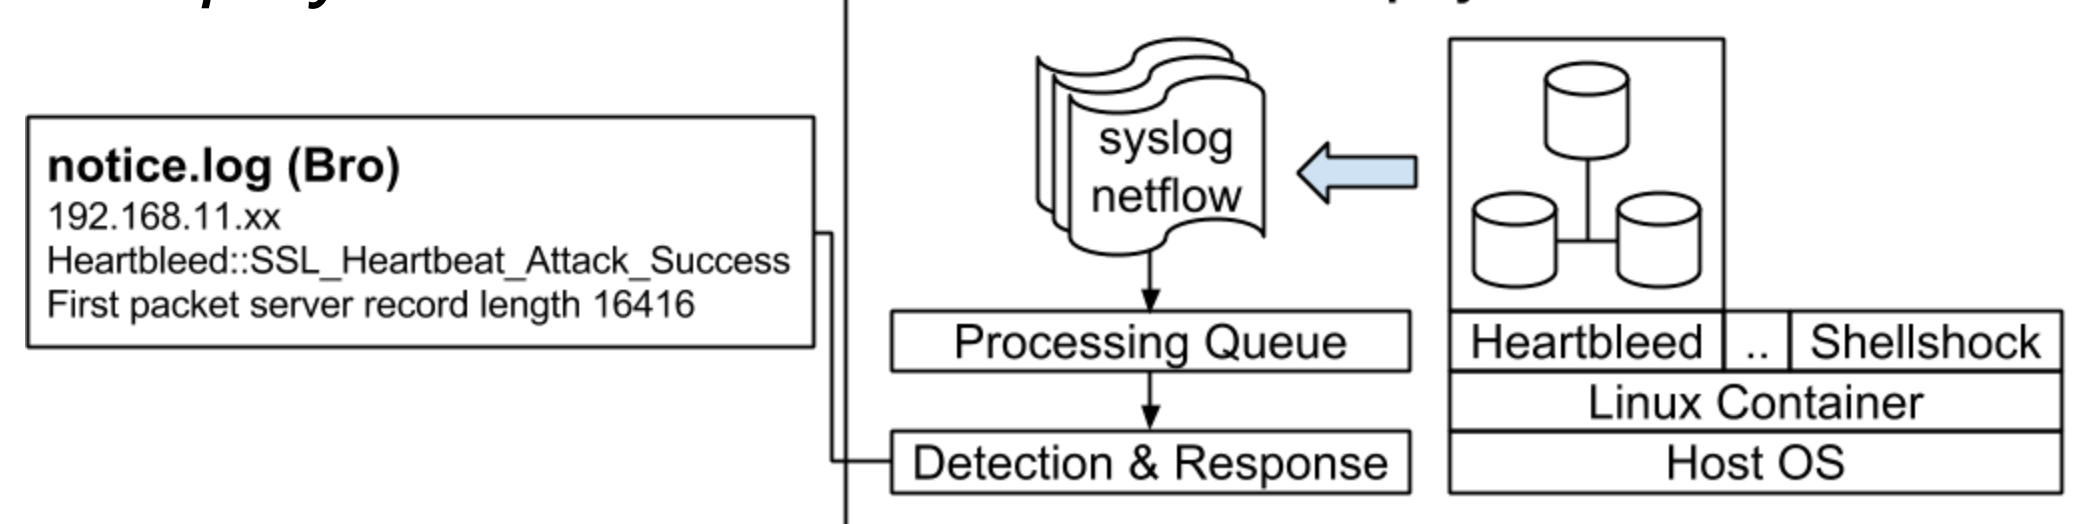 notice.log (Bro)
192.168.11.xx
Heartbleed::SSL_Heartbeat_Attack_Success
First packet server record length 16416
syslog
netflow
Processing Queue
Detection & Response
Heartbleed
..
Shellshock
Linux Container
Host OS